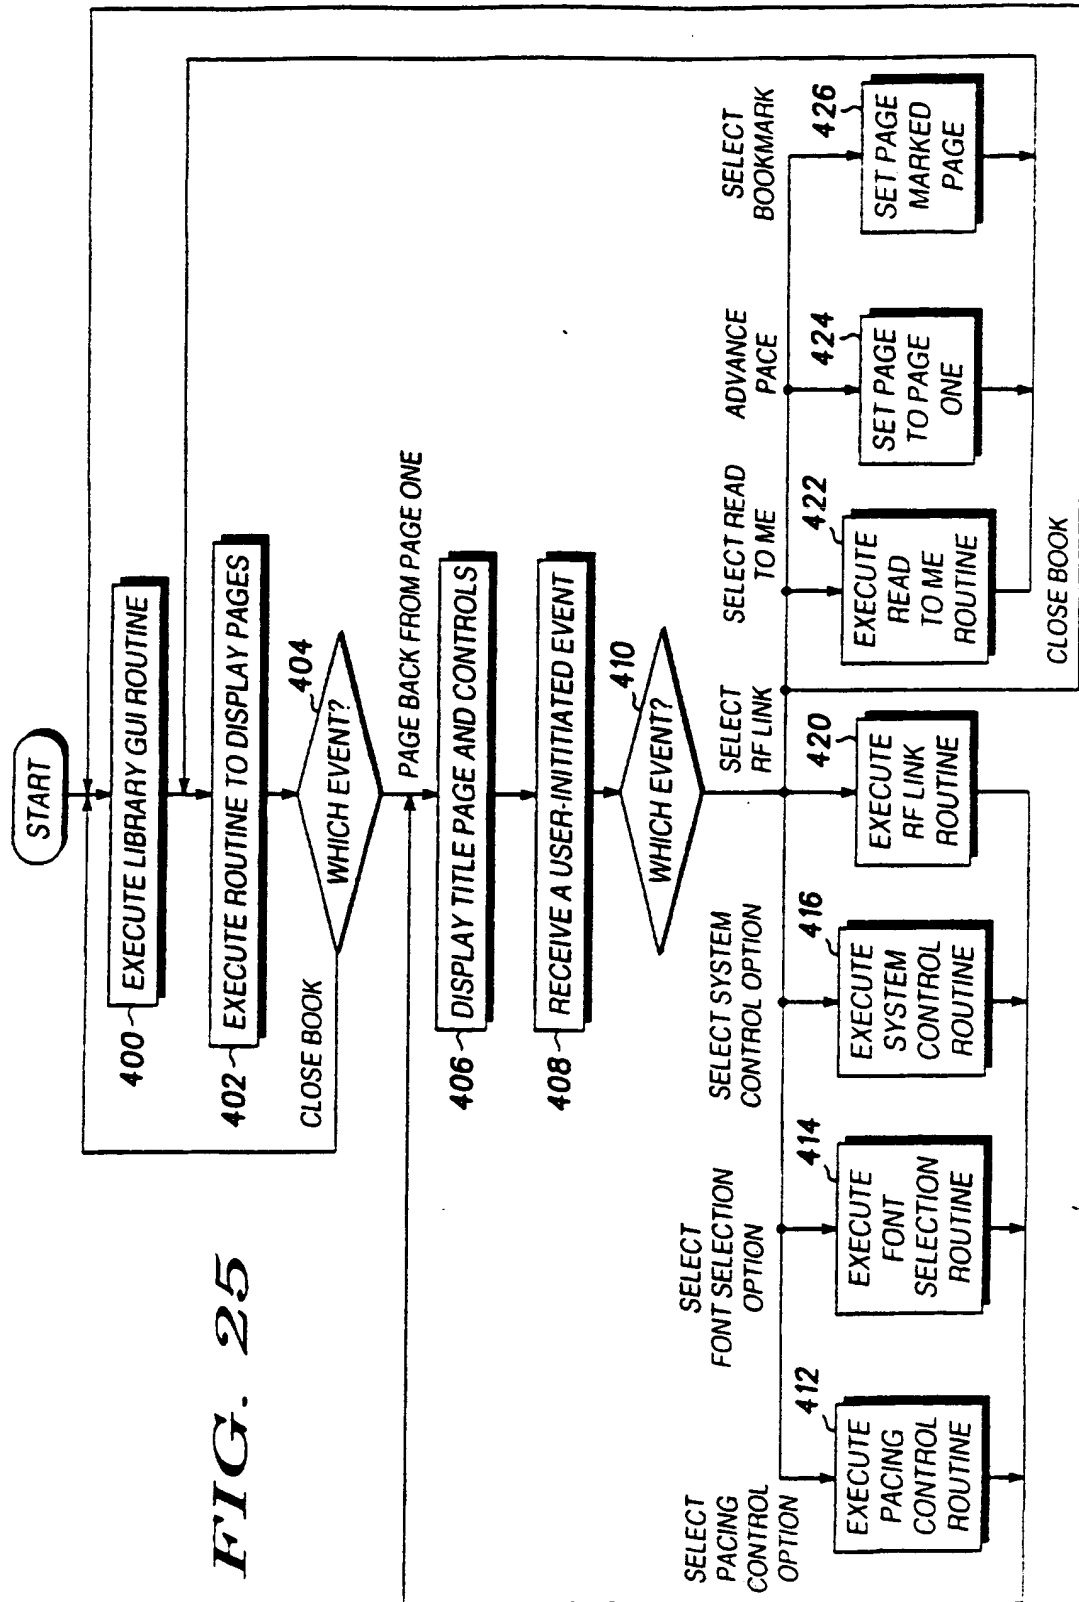 FIG. 25
START
400
EXECUTE LIBRARY GUI ROUTINE
402
EXECUTE ROUTINE TO DISPLAY PAGES
404
WHICH EVENT?
CLOSE BOOK
PAGE BACK FROM PAGE ONE
406
DISPLAY TITLE PAGE AND CONTROLS
408
RECEIVE A USER-INITITIATED EVENT
410
WHICH EVENT?
SELECT
PACING
CONTROL
OPTION
412
EXECUTE
PACING
CONTROL
ROUTINE
SELECT
FONT SELECTION
OPTION
414
EXECUTE
FONT
SELECTION
ROUTINE
SELECT SYSTEM
CONTROL OPTION
416
EXECUTE
SYSTEM
CONTROL
ROUTINE
SELECT
RF LINK
420
EXECUTE
RF LINK
ROUTINE
SELECT READ
TO ME
422
EXECUTE
READ
TO ME
ROUTINE
ADVANCE
PACE
424
SET PAGE
TO PAGE
ONE
SELECT
BOOKMARK
426
SET PAGE
MARKED
PAGE
CLOSE BOOK